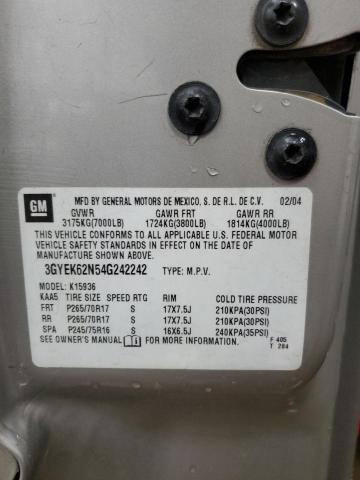 GM
MFD BY GENERAL MOTORS DE MEXICO, S. DE R.L. DE C.V. 02/04
GVWR GAWR FRT GAWR RR
3175KG(7000LB) 1724KG(3800LB) 1814KG(4000LB)
THIS VEHICLE CONFORMS TO ALL APPLICABLE U.S. FEDERAL MOTOR
VEHICLE SAFETY STANDARDS IN EFFECT ON THE DATE OF
MANUFACTURE SHOWN ABOVE.
3GYEK62N54G242242 TYPE: M.P.V.
MODEL: K15936
KAA5 TIRE SIZE SPEED RTG RIM COLD TIRE PRESSURE
FRT P265/70R17 S 17X7.5J 210KPA(30PSI)
RR P265/70R17 S 17X7.5J 210KPA(30PSI)
SPA P245/75R16 S 16X6.5J 240KPA(35PSI)
SEE OWNER'S MANUAL FOR MORE INFORMATION F 405
T 284